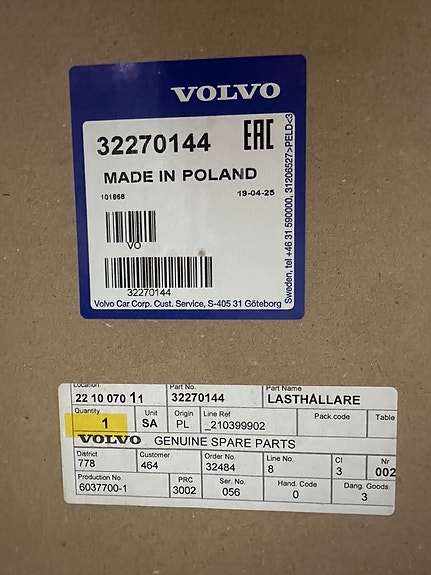 VOLVO
32270144 EAC
MADE IN POLAND
101868 19-04-25
VO
32270144
Volvo Car Corp. Cust. Service, S-405 31 Göteborg
Sweden, tel +46 31 590000, 31206527>PELD<3
Location Part No. Part Name
22 10 070 11 32270144 LASTHÅLLARE
Quantity Unit Origin Line Ref Pack code Table
1 SA PL _210399902
VOLVO GENUINE SPARE PARTS
District Customer Order No. Line No. Cl Nr
778 464 32484 8 3 002
Production No. PRC Ser. No. Hand. Code Dang. Goods
6037700-1 3002 056 0 3